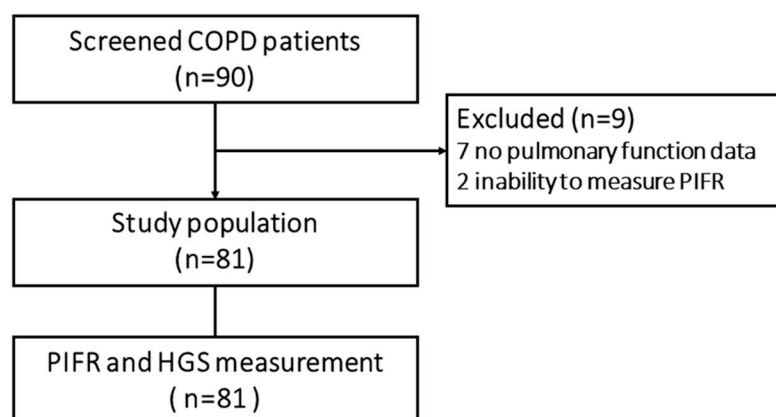 Screened COPD patients
(n=90)
Excluded (n=9)
7 no pulmonary function data
2 inability to measure PIFR
Study population
(n=81)
PIFR and HGS measurement
( n=81)